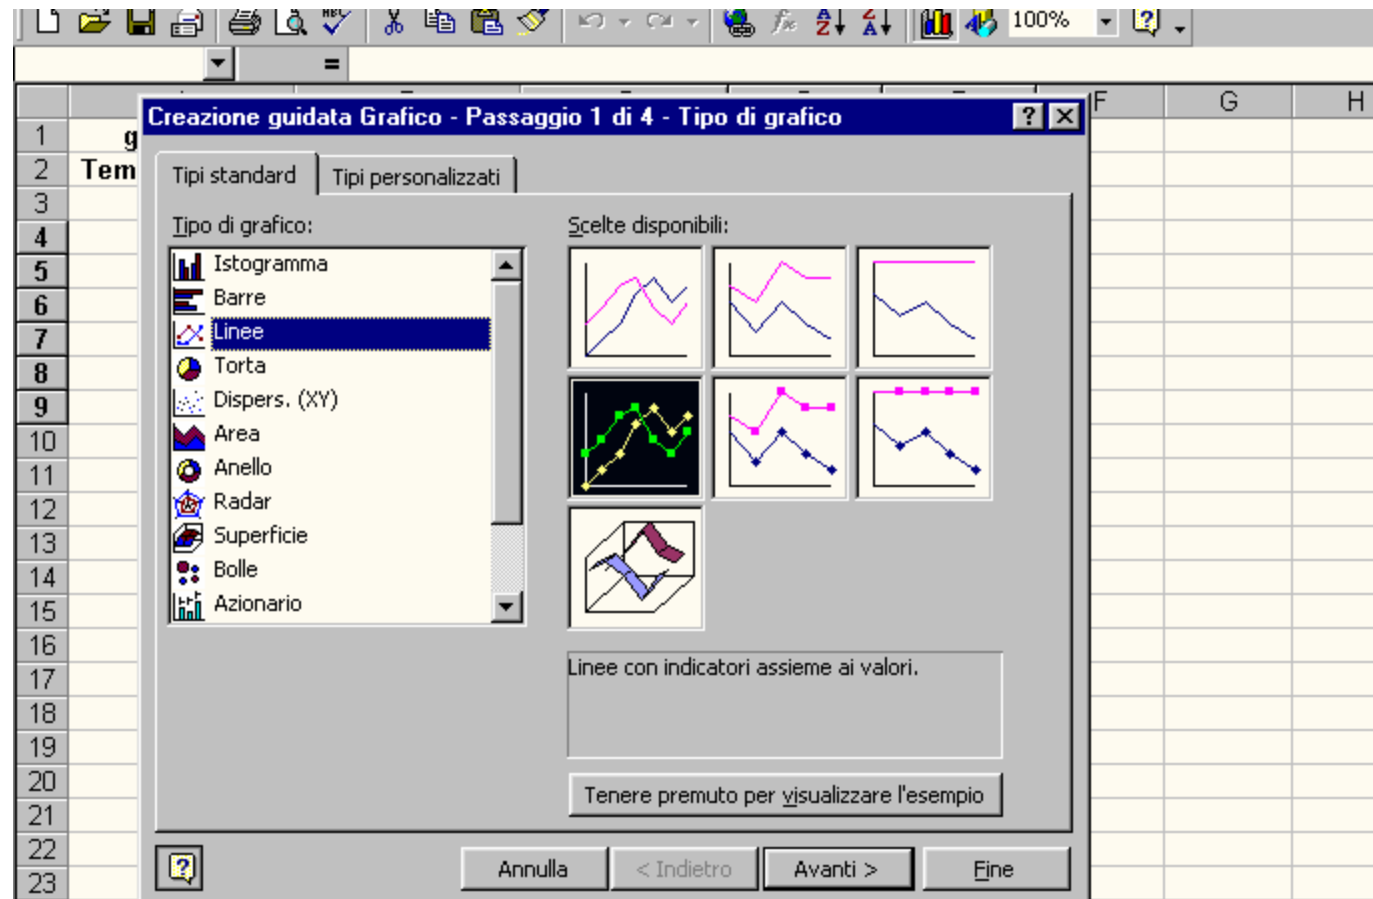 100%
=
F G H
Creazione guidata Grafico - Passaggio 1 di 4 - Tipo di grafico
1 g
2 Tem
3
4
5
6
7
8
9
10
11
12
13
14
15
16
17
18
19
20
21
22
23
Tipi standard Tipi personalizzati
Tipo di grafico:
Istogramma
Barre
Linee
Torta
Dispers. (XY)
Area
Anello
Radar
Superficie
Bolle
Azionario
Scelte disponibili:
Linee con indicatori assieme ai valori.
Tenere premuto per visualizzare l'esempio
Annulla < Indietro Avanti > Fine